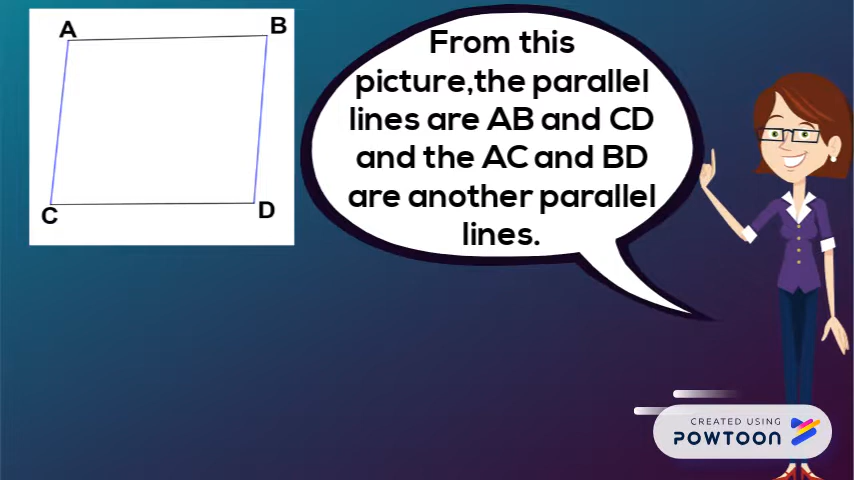 A
B
C
D
From this
picture,the parallel
lines are AB and CD
and the AC and BD
are another parallel
lines.
CREATED USING
POWTOON